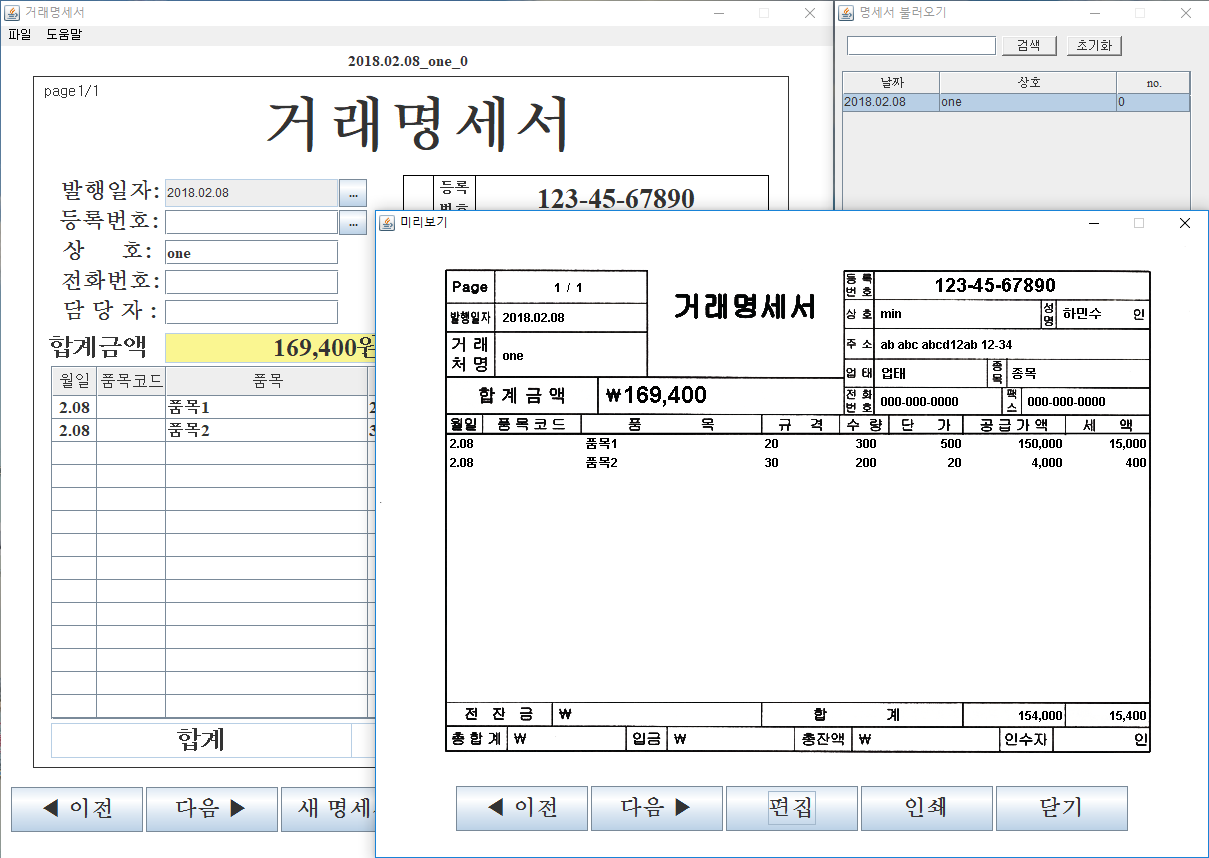 거래명세서
파일 도움말
2018.02.08_one_0
page1/1
거래명세서
발행일자: 2018.02.08 ...
등록번호: ...
상 호: one
전화번호:
담 당 자 :
등록
123-45-67890
합계금액 169,400원
월일 품목코드 품목
2.08 품목1 2
2.08 품목2 3
합계
◀ 이전 다음 ▶ 새 명세
명세서 불러오기
검색 초기화
날짜 상호 no.
2018.02.08 one 0
미리보기
Page 1 / 1
발행일자 2018.02.08
거 래
처 명 one
거래명세서
등 록
번 호 123-45-67890
상 호 min 성명 하민수 인
주 소 ab abc abcd12ab 12-34
업 태 업태 종목 종목
전 화
번 호 000-000-0000 팩스 000-000-0000
합 계 금 액 ₩169,400
월일 품 목 코 드 품 목 규 격 수 량 단 가 공 급 가 액 세 액
2.08 품목1 20 300 500 150,000 15,000
2.08 품목2 30 200 20 4,000 400
전 잔 금 ₩ 합 계 154,000 15,400
총 합 계 ₩ 입금 ₩ 총잔액 ₩ 인수자 인
◀ 이전 다음 ▶ 편집 인쇄 닫기